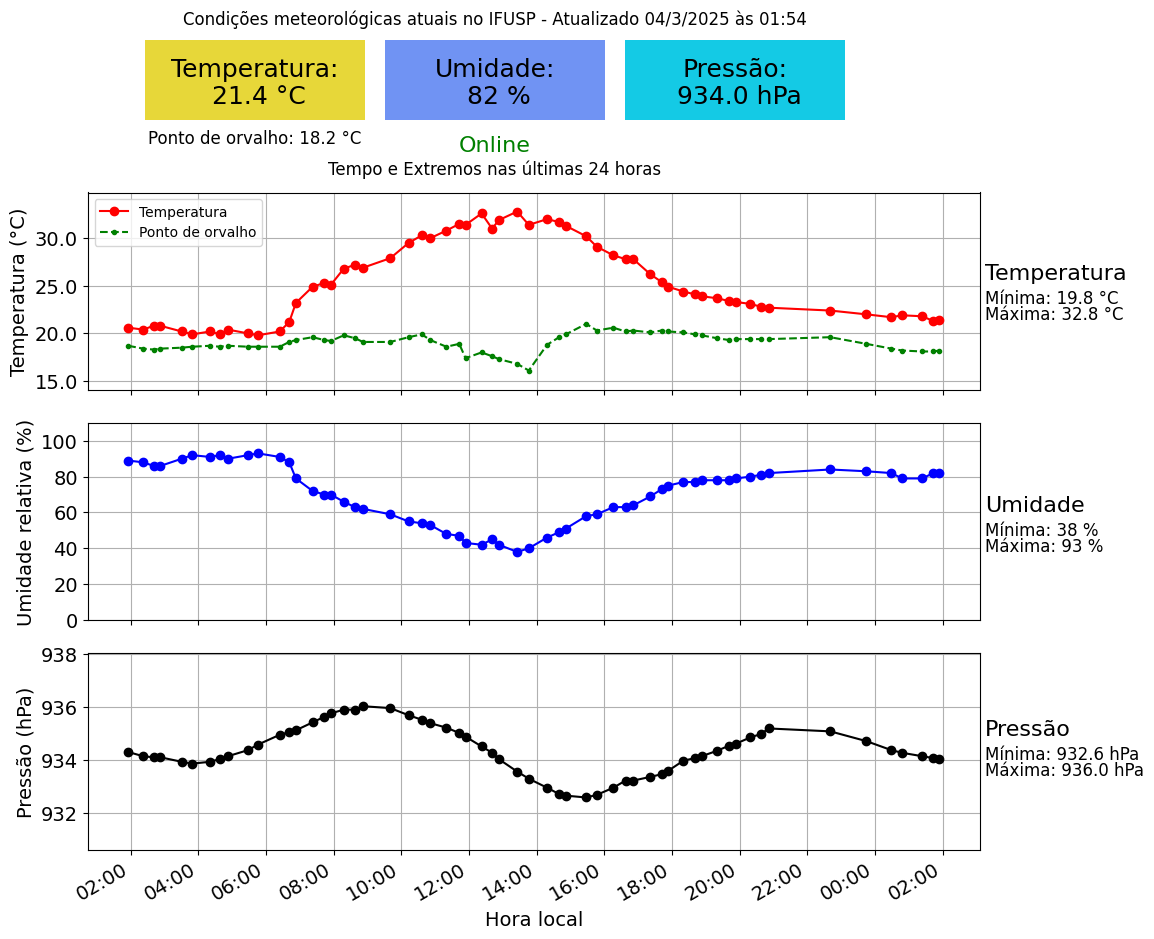 Condições meteorológicas atuais no IFUSP - Atualizado 04/3/2025 às 01:54
Temperatura:
21.4 °C
Umidade:
82 %
Pressão:
934.0 hPa
Ponto de orvalho: 18.2 °C
Online
Tempo e Extremos nas últimas 24 horas
Temperatura (°C)
30.0
25.0
20.0
15.0
Temperatura
Ponto de orvalho
Temperatura
Mínima: 19.8 °C
Máxima: 32.8 °C
Umidade relativa (%)
100
80
60
40
20
0
Umidade
Mínima: 38 %
Máxima: 93 %
Pressão (hPa)
938
936
934
932
Pressão
Mínima: 932.6 hPa
Máxima: 936.0 hPa
02:00 04:00 06:00 08:00 10:00 12:00 14:00 16:00 18:00 20:00 22:00 00:00 02:00
Hora local